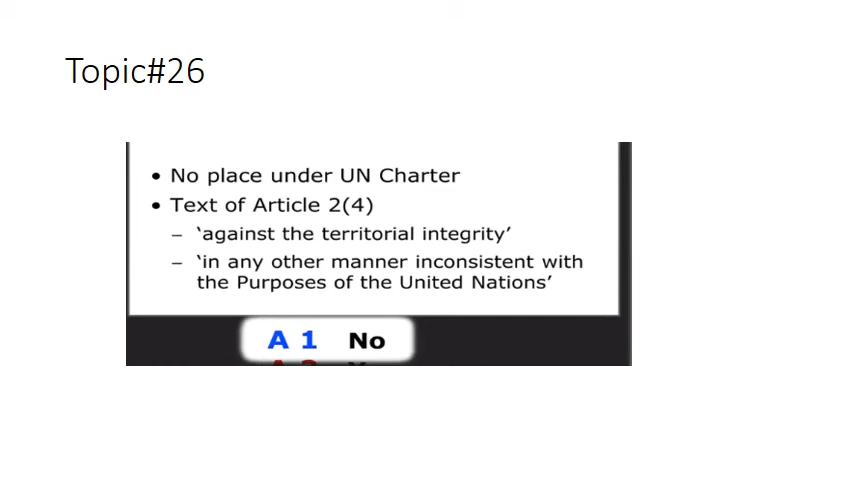 Topic#26
• No place under UN Charter
• Text of Article 2(4)
– ‘against the territorial integrity’
– ‘in any other manner inconsistent with
the Purposes of the United Nations’
A 1 No